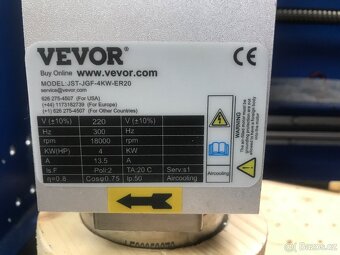 VEVOR®
CE
Buy Online www.vevor.com
MODEL:JST-JGF-4KW-ER20
service@vevor.com
626 275-4507 (For USA)
(+44) 1173182739 (For Europe)
(+1) 626 275-4507 (For Other Countries)
V (±10%) 220 V (±10%)
Hz 300 Hz
rpm 18000 rpm
KW(HP) 4 KW
A 13.5 A
Is:F Poli:2 TA:20 C Serv:s1
η=0.8 Cosφ0.75 Ip:50 Aircooling
WARNING
Aircooling